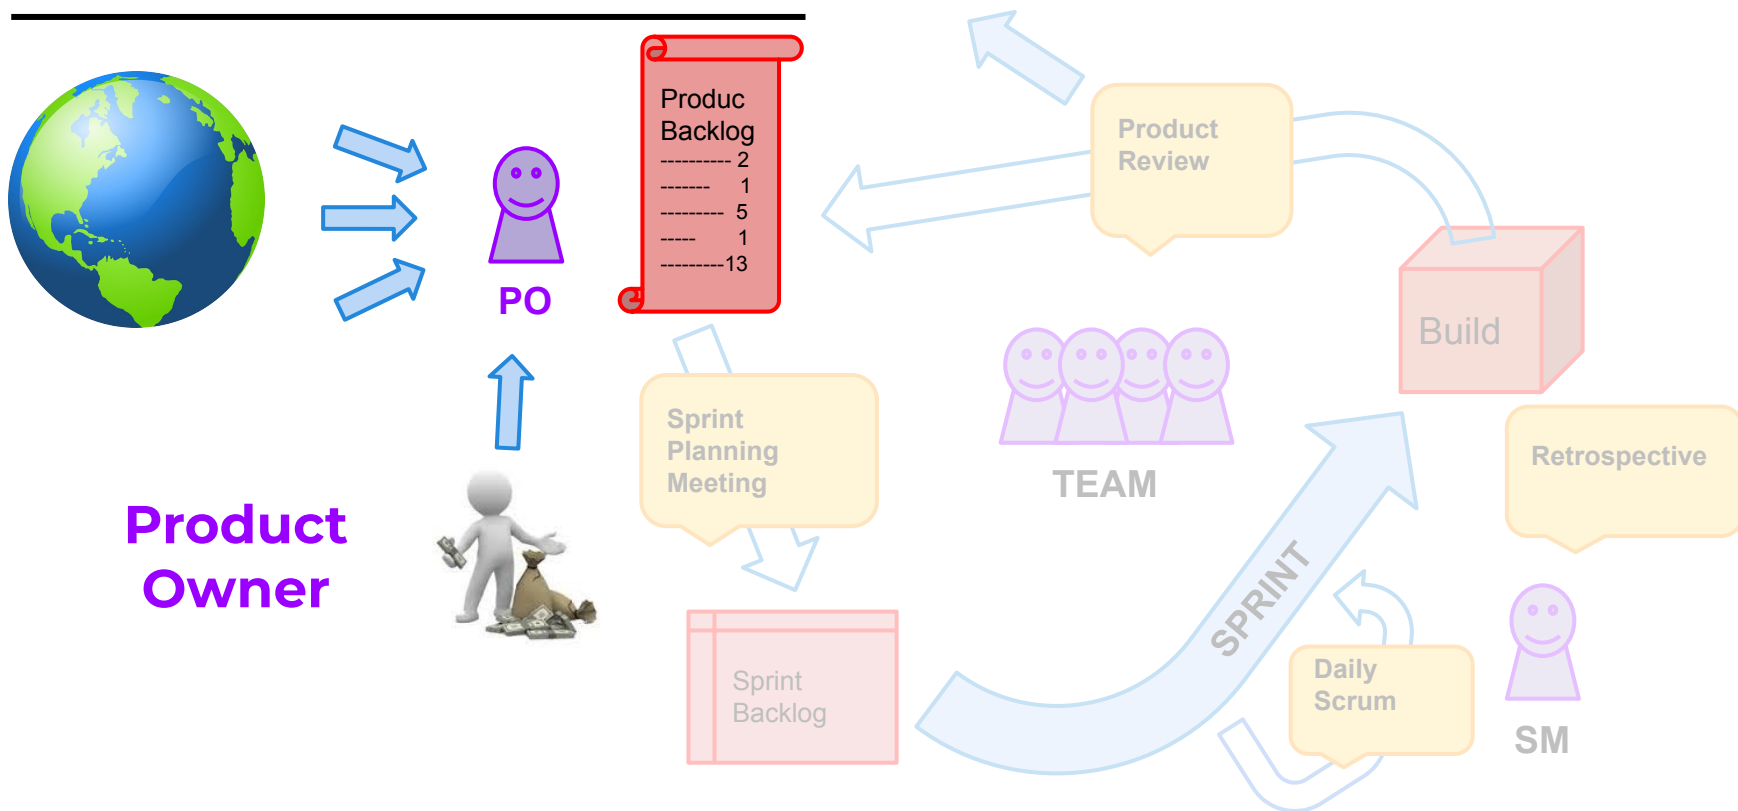 Produc
Backlog
---------- 2
------- 1
--------- 5
----- 1
---------13
PO
Product
Owner
Sprint
Planning
Meeting
Sprint
Backlog
Product
Review
TEAM
Build
Retrospective
SPRINT
Daily
Scrum
SM